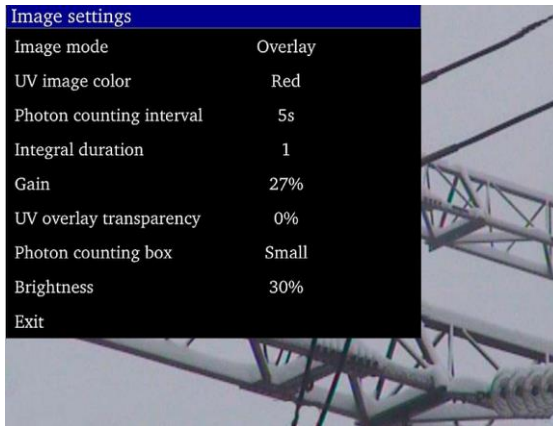 Image settings
Image mode Overlay
UV image color Red
Photon counting interval 5s
Integral duration 1
Gain 27%
UV overlay transparency 0%
Photon counting box Small
Brightness 30%
Exit